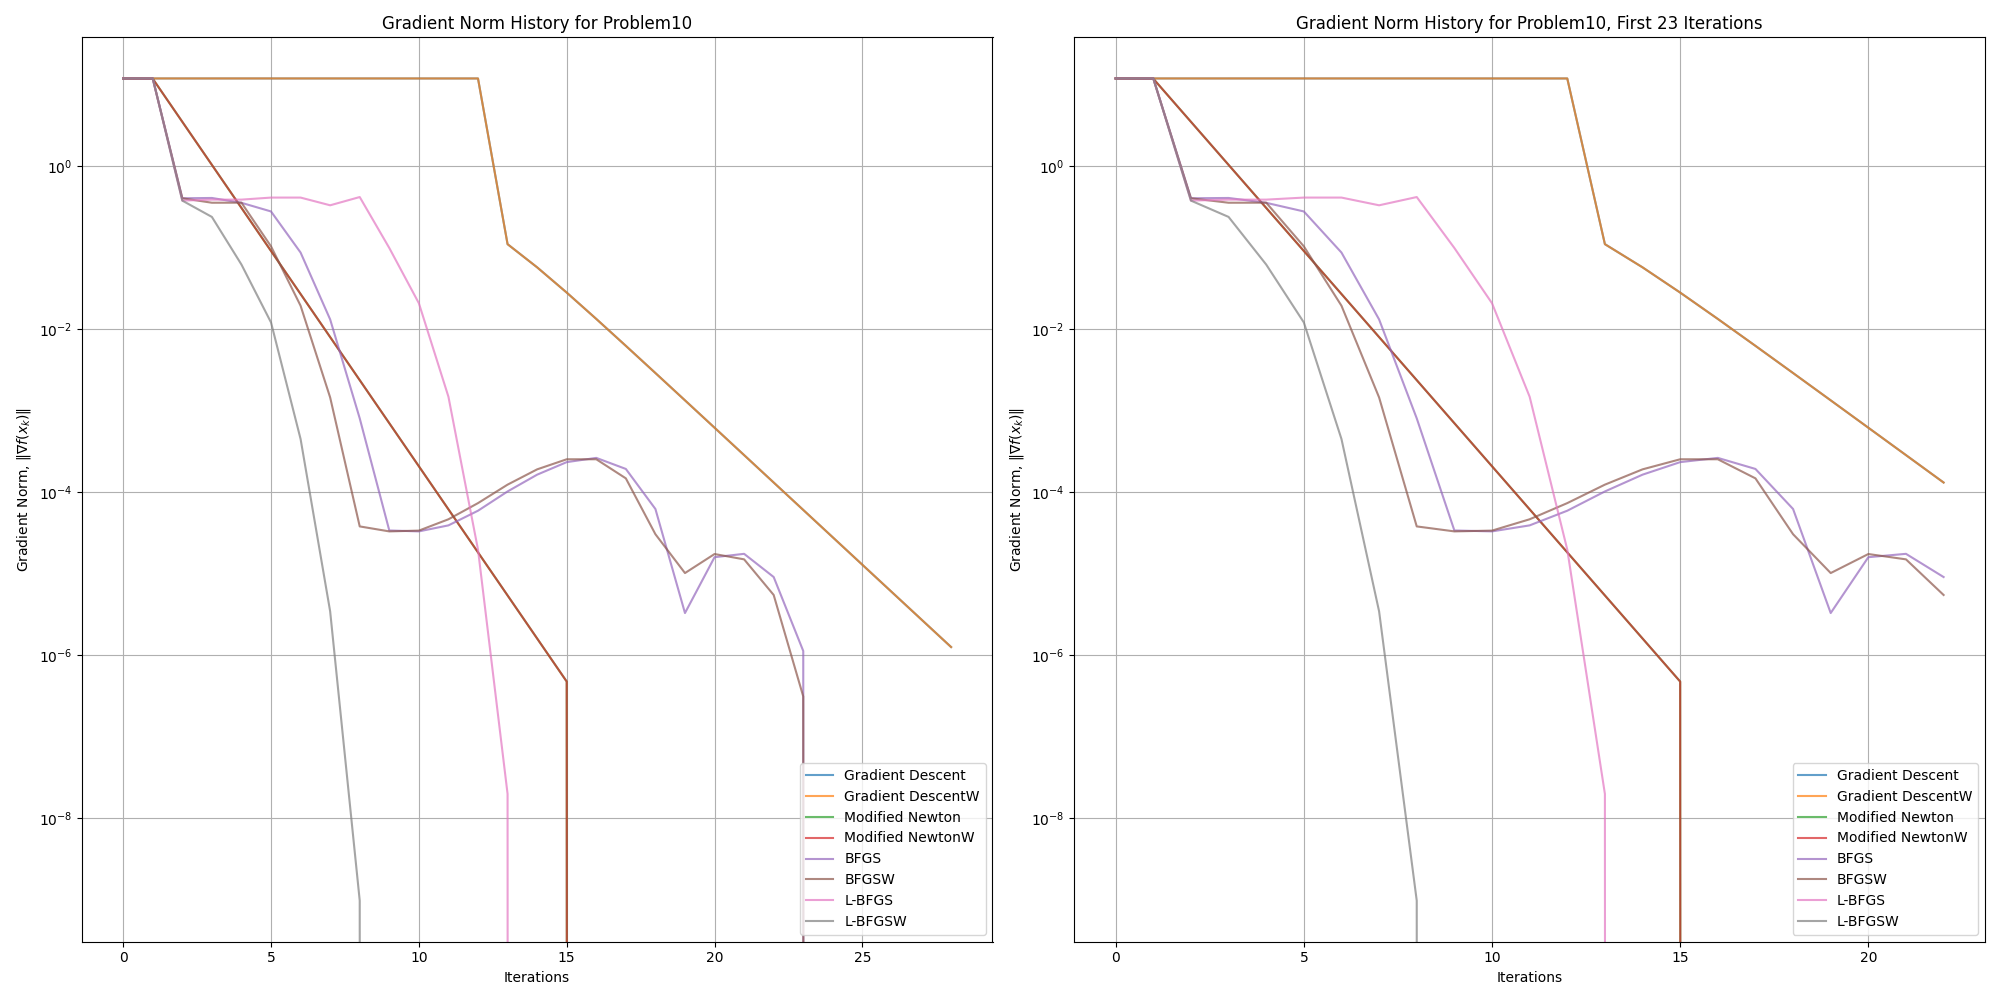 Gradient Norm History for Problem10
Gradient Norm, ‖∇f(x_k)‖
10^0
10^−2
10^−4
10^−6
10^−8
0 5 10 15 20 25
Iterations
Gradient Descent
Gradient DescentW
Modified Newton
Modified NewtonW
BFGS
BFGSW
L-BFGS
L-BFGSW
Gradient Norm History for Problem10, First 23 Iterations
Gradient Norm, ‖∇f(x_k)‖
10^0
10^−2
10^−4
10^−6
10^−8
0 5 10 15 20
Iterations
Gradient Descent
Gradient DescentW
Modified Newton
Modified NewtonW
BFGS
BFGSW
L-BFGS
L-BFGSW